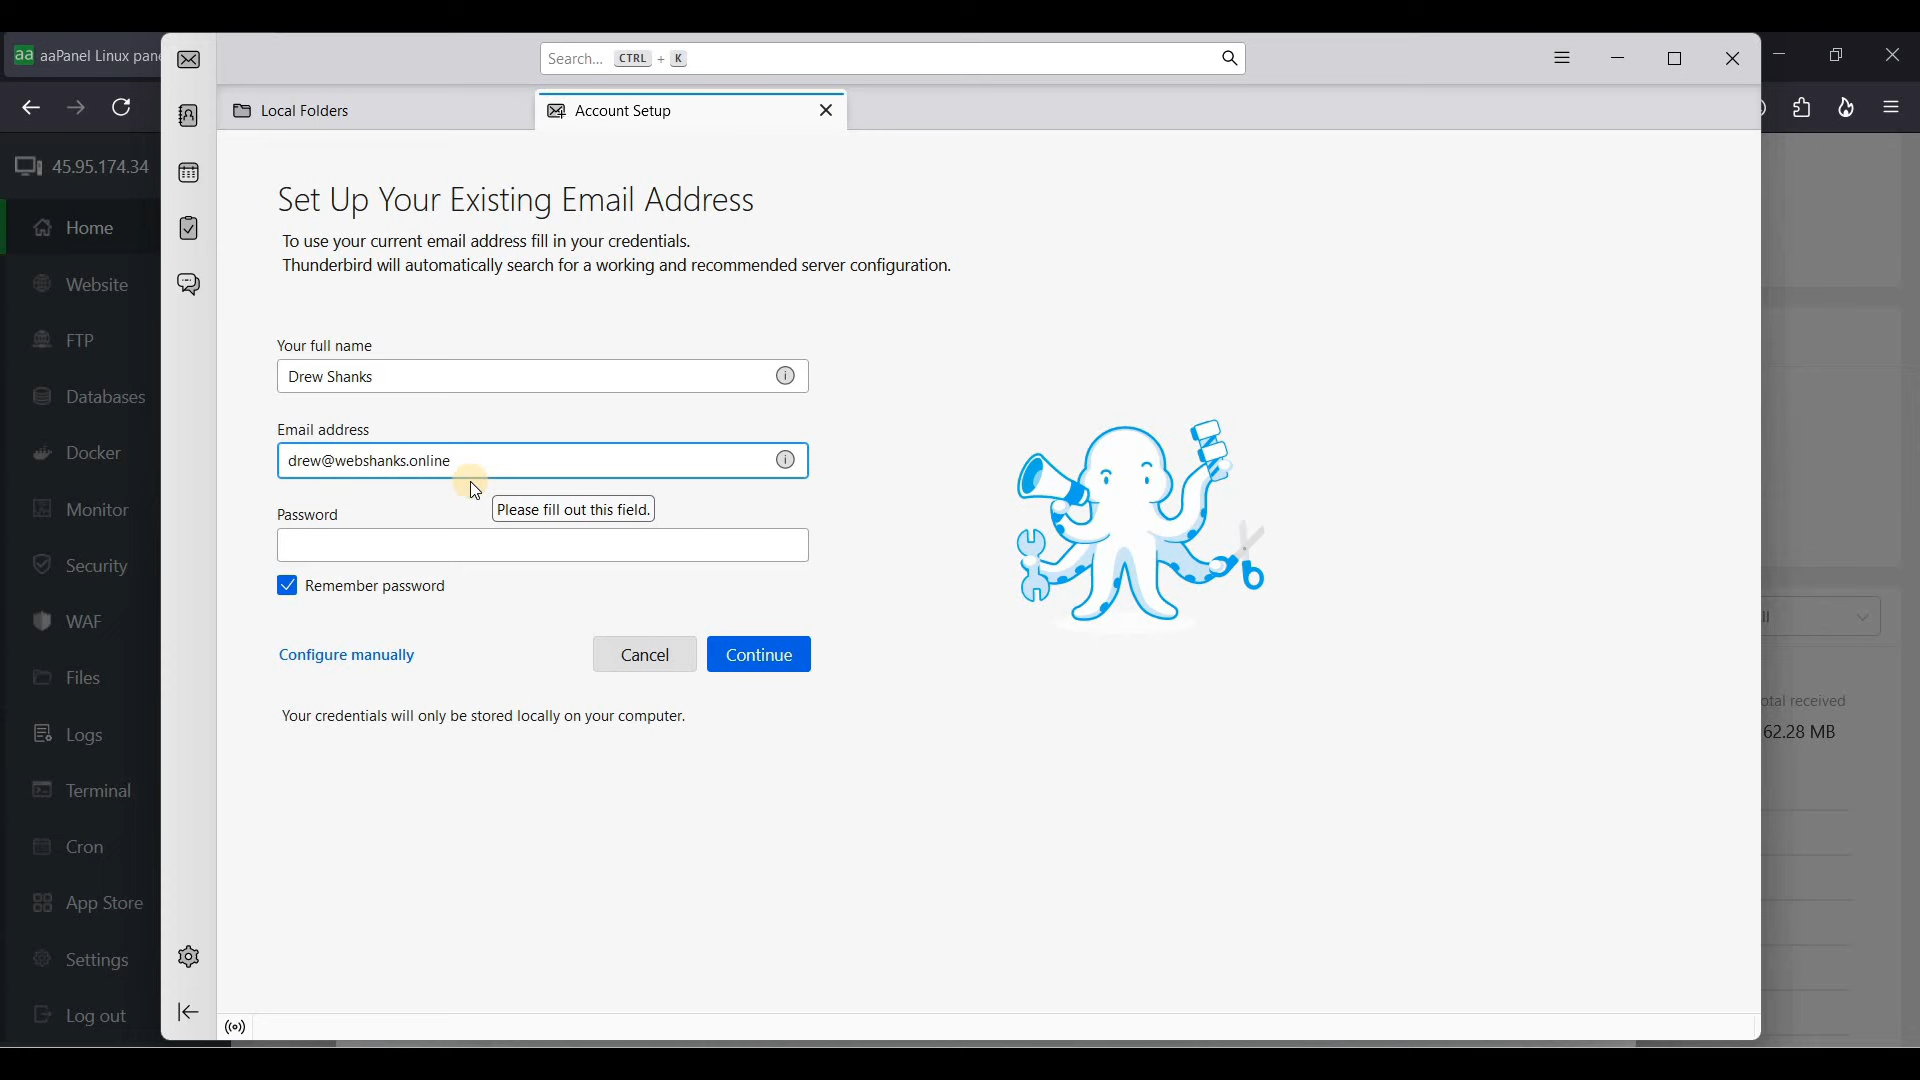 aa aaPanel Linux pane
Search... CTRL + K
Local Folders
Account Setup
45.95.174.34
Home
Website
FTP
Databases
Docker
Monitor
Security
WAF
Files
Logs
Terminal
Cron
App Store
Settings
Log out
Set Up Your Existing Email Address
To use your current email address fill in your credentials.
Thunderbird will automatically search for a working and recommended server configuration.
Your full name
Drew Shanks
Email address
drew@webshanks.online
Please fill out this field.
Password
Remember password
Configure manually
Cancel
Continue
Your credentials will only be stored locally on your computer.
otal received
62.28 MB